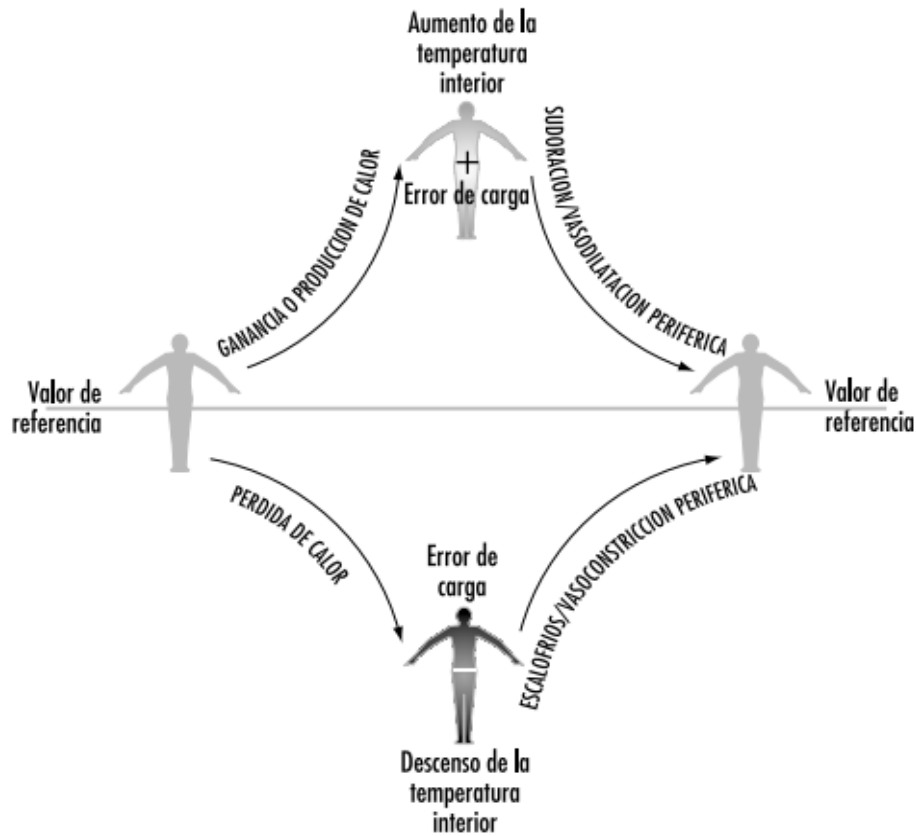 Aumento de la
temperatura
interior
+
Error de carga
GANANCIA O PRODUCCION DE CALOR
SUDORACION/VASODILATACION PERIFERICA
Valor de
referencia
Valor de
referencia
PERDIDA DE CALOR
Error de
carga
ESCALOFRIOS/VASOCONSTRICCION PERIFERICA
Descenso de la
temperatura
interior